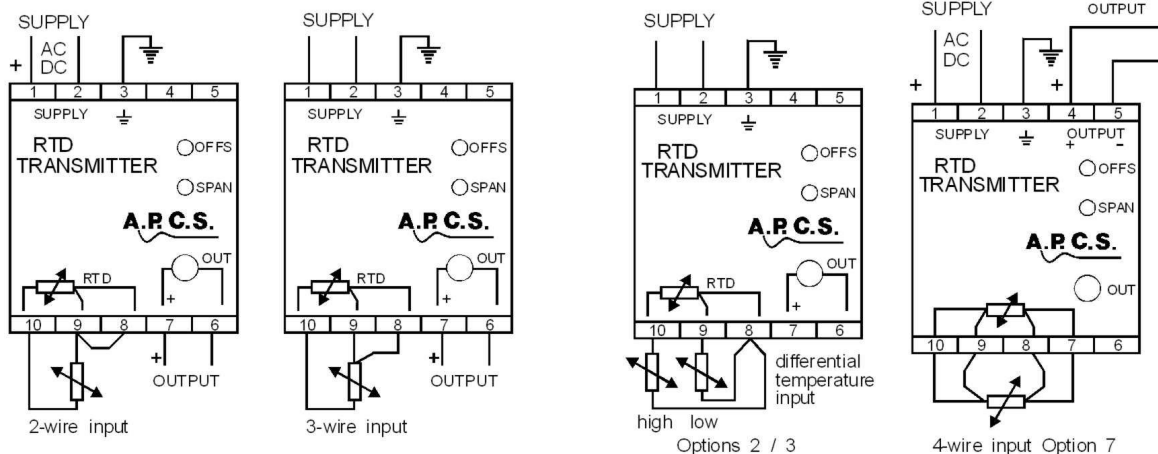 SUPPLY
AC
+ DC
1 2 3 4 5
SUPPLY
RTD
TRANSMITTER
OFFS
SPAN
A.P.C.S.
OUT
RTD
+
10 9 8 7 6
+
OUTPUT
2-wire input
SUPPLY
1 2 3 4 5
SUPPLY
RTD
TRANSMITTER
OFFS
SPAN
A.P.C.S.
OUT
RTD
+
10 9 8 7 6
+
OUTPUT
3-wire input
SUPPLY
1 2 3 4 5
SUPPLY
RTD
TRANSMITTER
OFFS
SPAN
A.P.C.S.
OUT
RTD
+
10 9 8 7 6
differential
temperature
input
high low
Options 2 / 3
SUPPLY
OUTPUT
AC
DC
+ +
1 2 3 4 5
SUPPLY OUTPUT
+ -
RTD
TRANSMITTER
OFFS
SPAN
A.P.C.S.
OUT
10 9 8 7 6
4-wire input Option 7